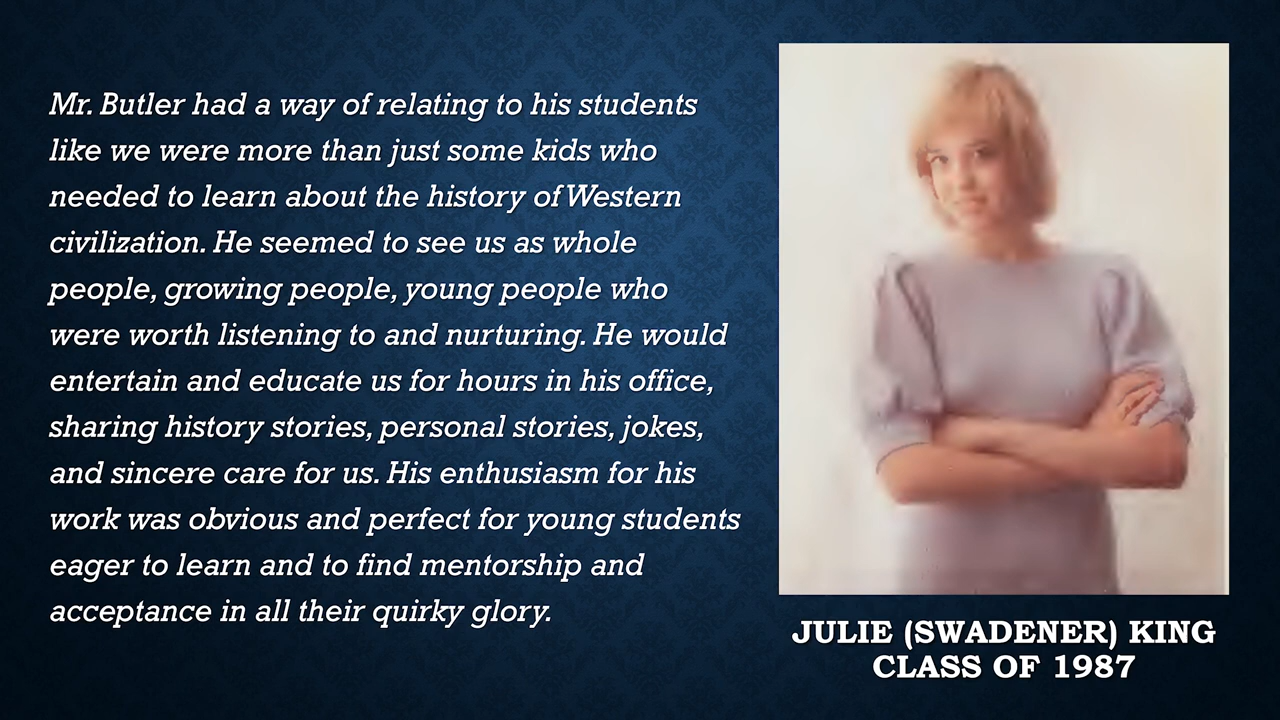 Mr. Butler had a way of relating to his students
like we were more than just some kids who
needed to learn about the history of Western
civilization. He seemed to see us as whole
people, growing people, young people who
were worth listening to and nurturing. He would
entertain and educate us for hours in his office,
sharing history stories, personal stories, jokes,
and sincere care for us. His enthusiasm for his
work was obvious and perfect for young students
eager to learn and to find mentorship and
acceptance in all their quirky glory.
JULIE (SWADENER) KING
CLASS OF 1987